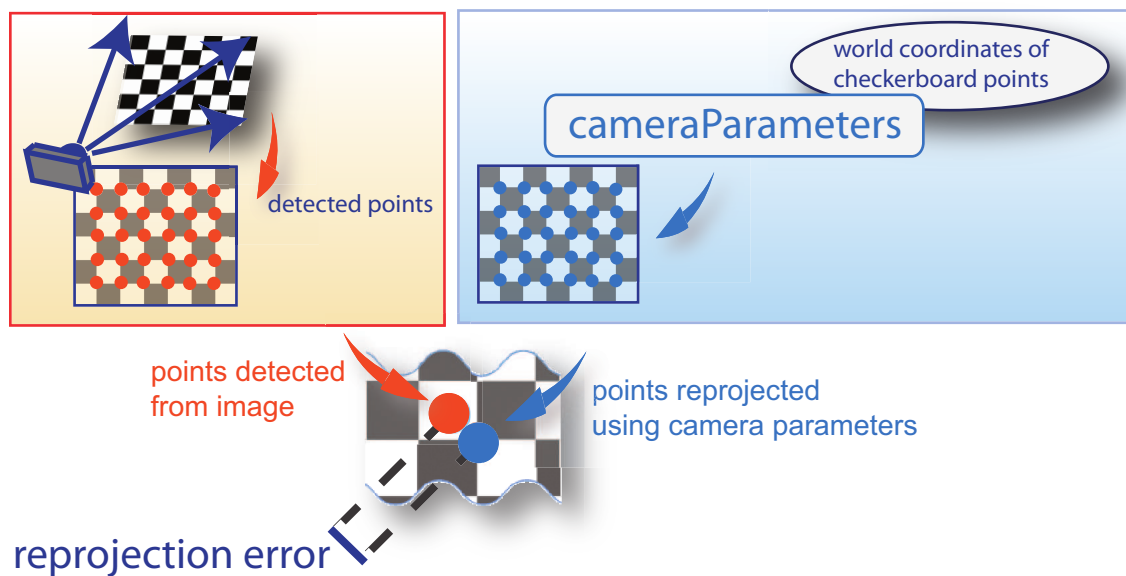 world coordinates of
checkerboard points
cameraParameters
detected points
points detected
from image
points reprojected
using camera parameters
reprojection error